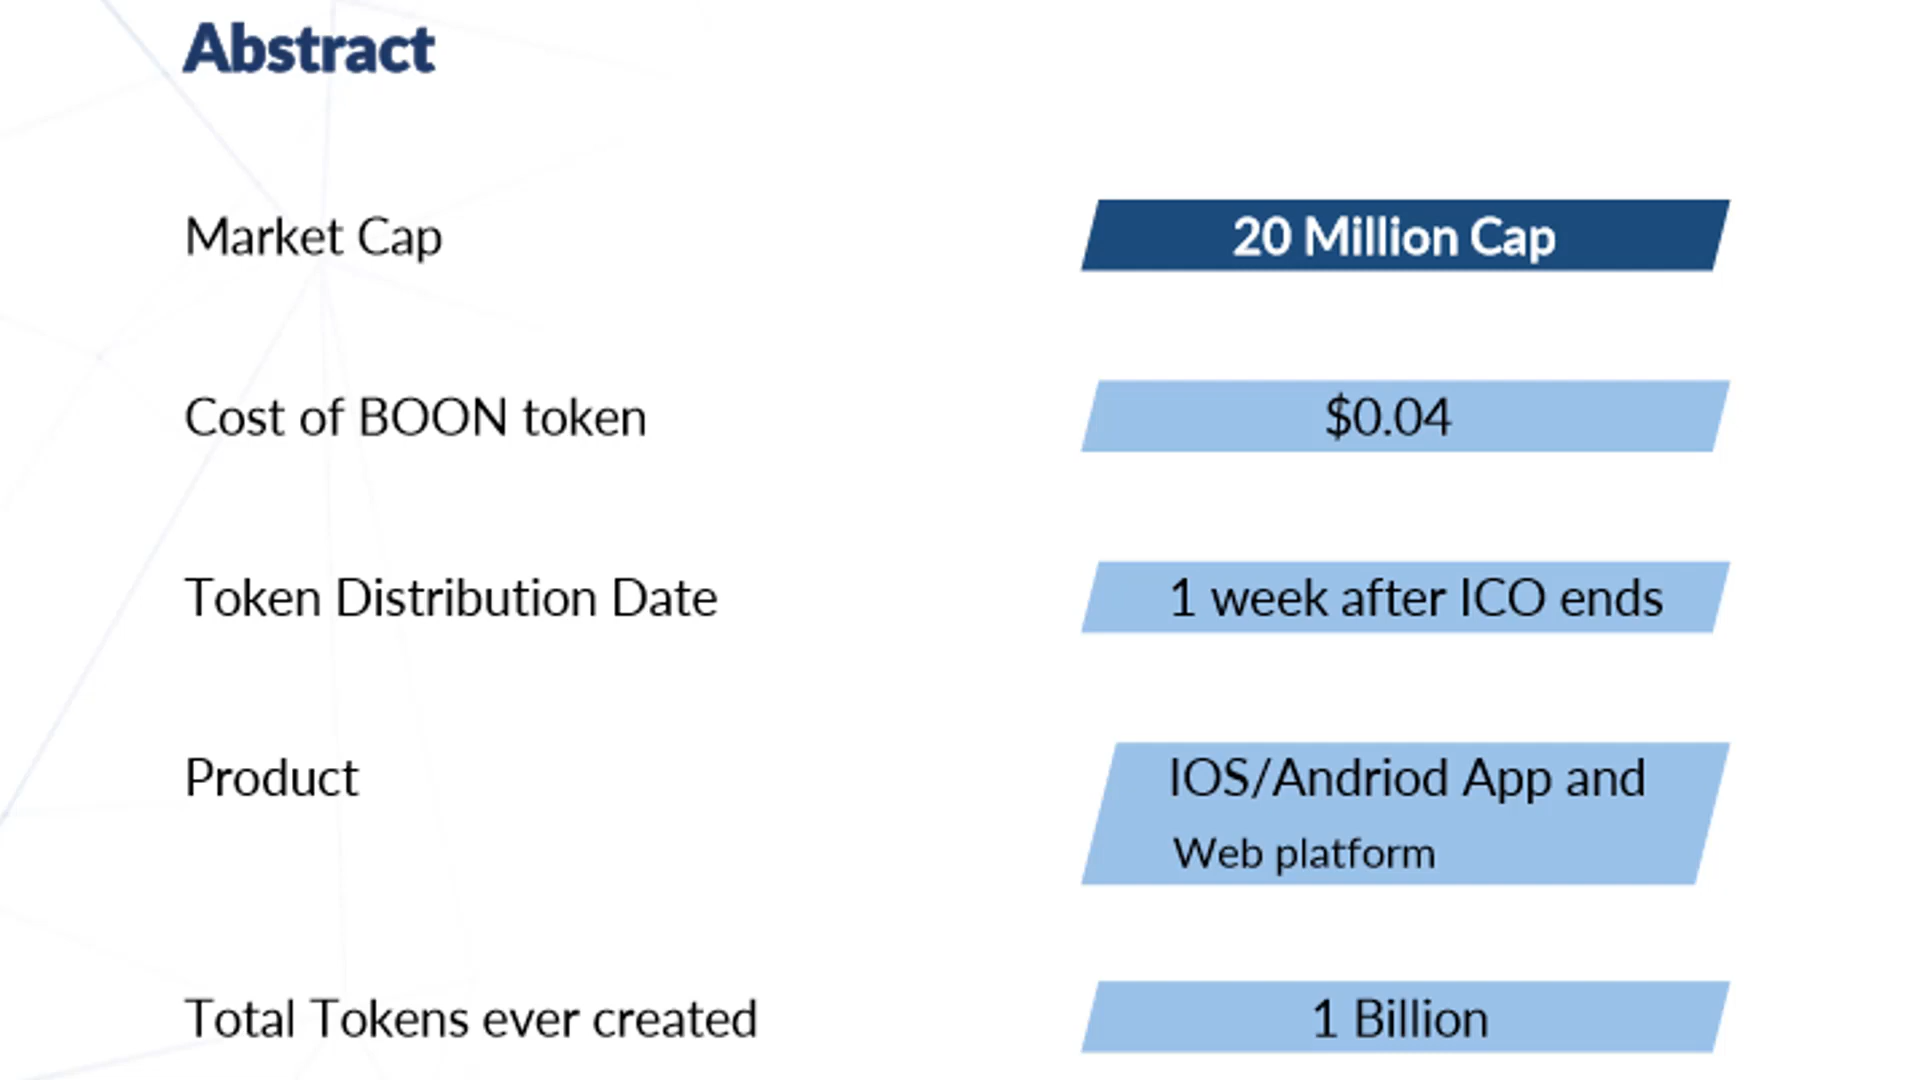 Abstract
Market Cap
20 Million Cap
Cost of BOON token
$0.04
Token Distribution Date
1 week after ICO ends
Product
IOS/Andriod App and
Web platform
Total Tokens ever created
1 Billion